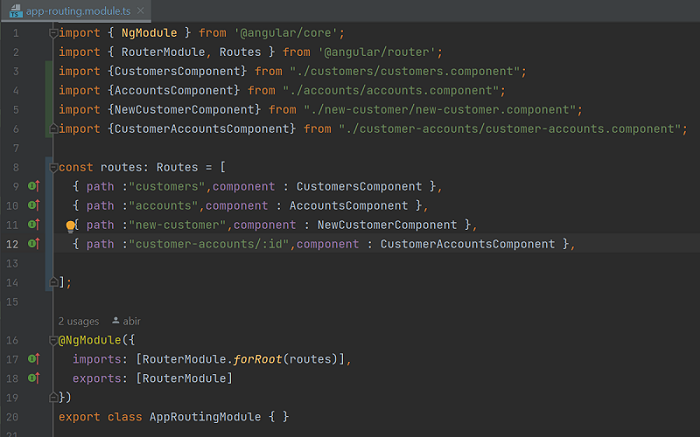 app-routing.module.ts ×
1 import { NgModule } from '@angular/core';
2 import { RouterModule, Routes } from '@angular/router';
3 import {CustomersComponent} from "./customers/customers.component";
4 import {AccountsComponent} from "./accounts/accounts.component";
5 import {NewCustomerComponent} from "./new-customer/new-customer.component";
6 import {CustomerAccountsComponent} from "./customer-accounts/customer-accounts.component";
7
8 const routes: Routes = [
9 { path :"customers",component : CustomersComponent },
10 { path :"accounts",component : AccountsComponent },
11 { path :"new-customer",component : NewCustomerComponent },
12 { path :"customer-accounts/:id",component : CustomerAccountsComponent },
13
14 ];
15
2 usages abir
16 @NgModule({
17 imports: [RouterModule.forRoot(routes)],
18 exports: [RouterModule]
19 })
20 export class AppRoutingModule { }
21